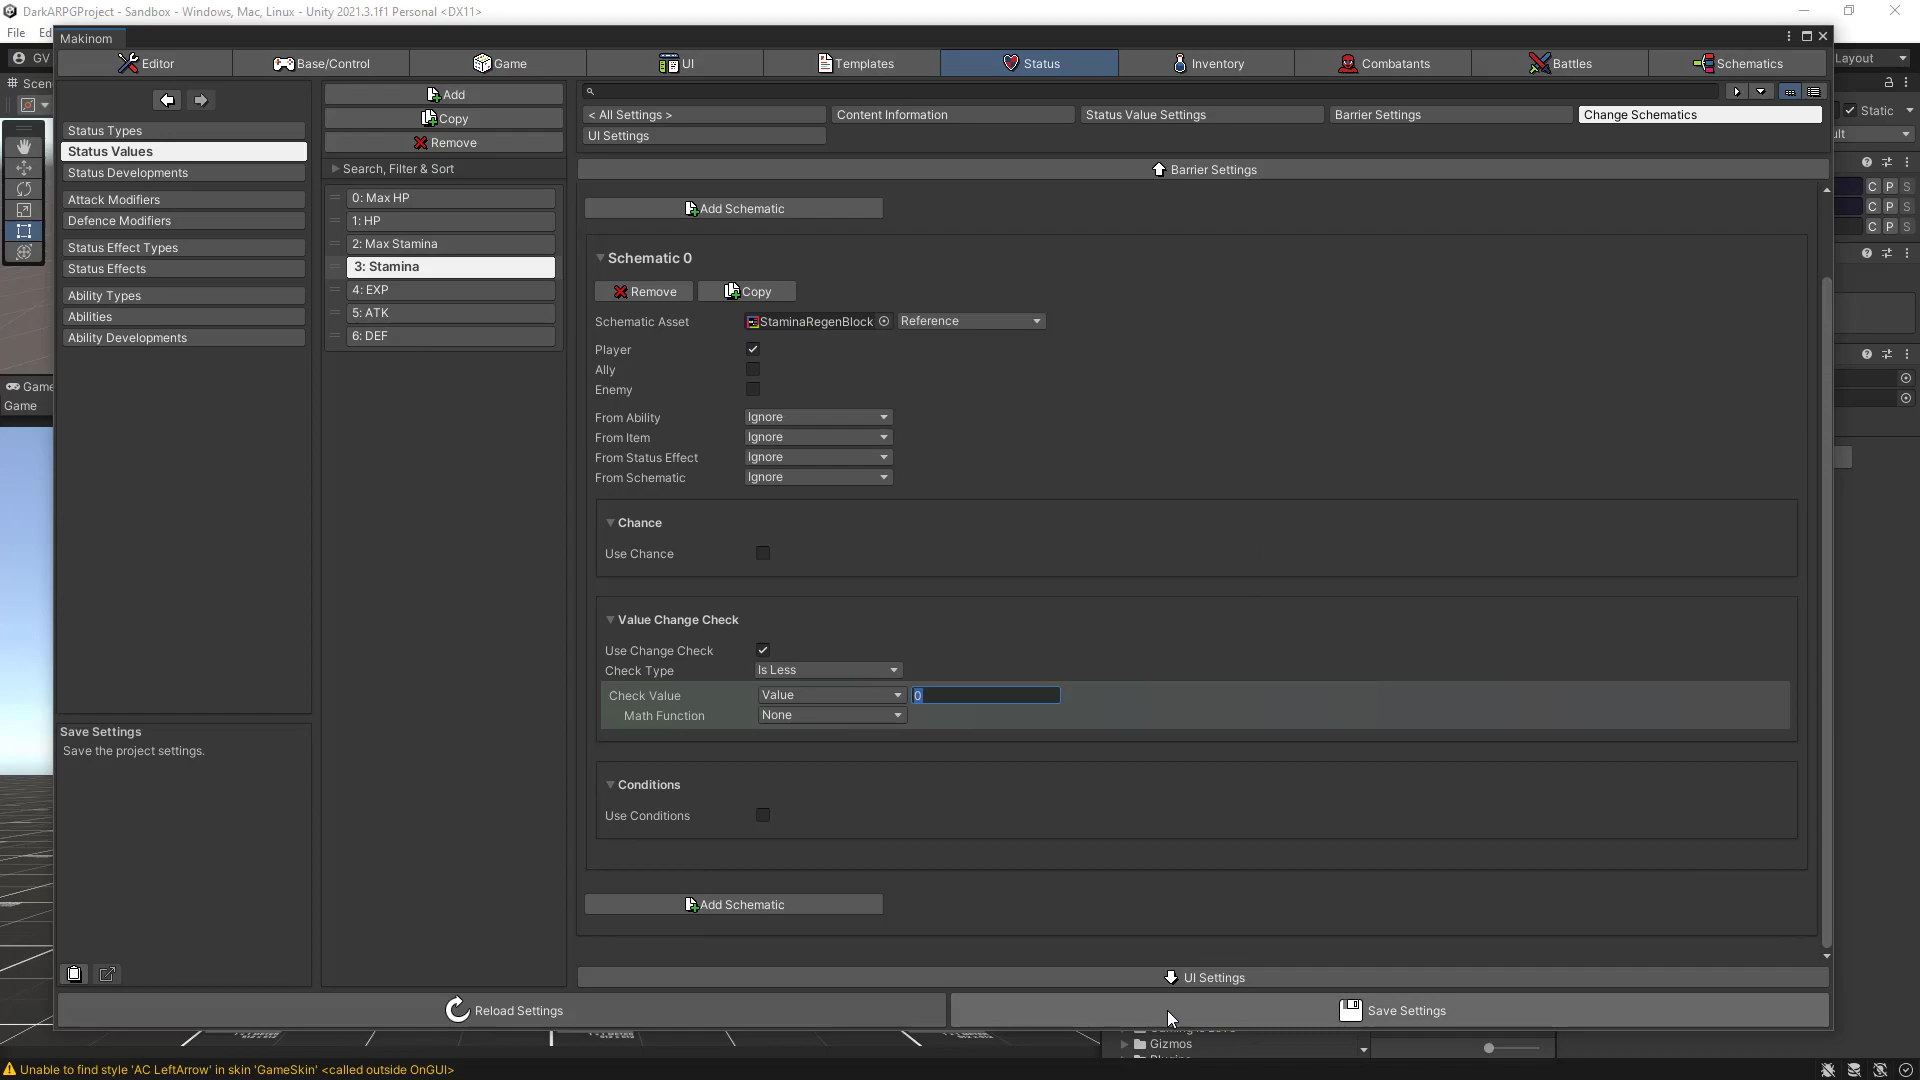 DarkARPGProject - Sandbox - Windows, Mac, Linux - Unity 2021.3.1f1 Personal <DX11>
File Ed
Makinom
GV
Editor
Base/Control
Game
UI
Templates
Status
Inventory
Combatants
Battles
Schematics
Layout
Scen
Static
Add
Copy
Remove
< All Settings >
Content Information
Status Value Settings
Barrier Settings
Change Schematics
UI Settings
Status Types
Status Values
Status Developments
Attack Modifiers
Defence Modifiers
Status Effect Types
Status Effects
Ability Types
Abilities
Ability Developments
Search, Filter & Sort
0: Max HP
1: HP
2: Max Stamina
3: Stamina
4: EXP
5: ATK
6: DEF
Barrier Settings
Add Schematic
Schematic 0
Remove
Copy
Schematic Asset
StaminaRegenBlock
Reference
Player
Ally
Enemy
From Ability
Ignore
From Item
Ignore
From Status Effect
Ignore
From Schematic
Ignore
Chance
Use Chance
Value Change Check
Use Change Check
Check Type
Is Less
Check Value
Value
0
Math Function
None
Conditions
Use Conditions
Add Schematic
UI Settings
C P S
C P S
C P S
Game
Game
Save Settings
Save the project settings.
Reload Settings
Save Settings
Gizmos
Unable to find style 'AC LeftArrow' in skin 'GameSkin' <called outside OnGUI>